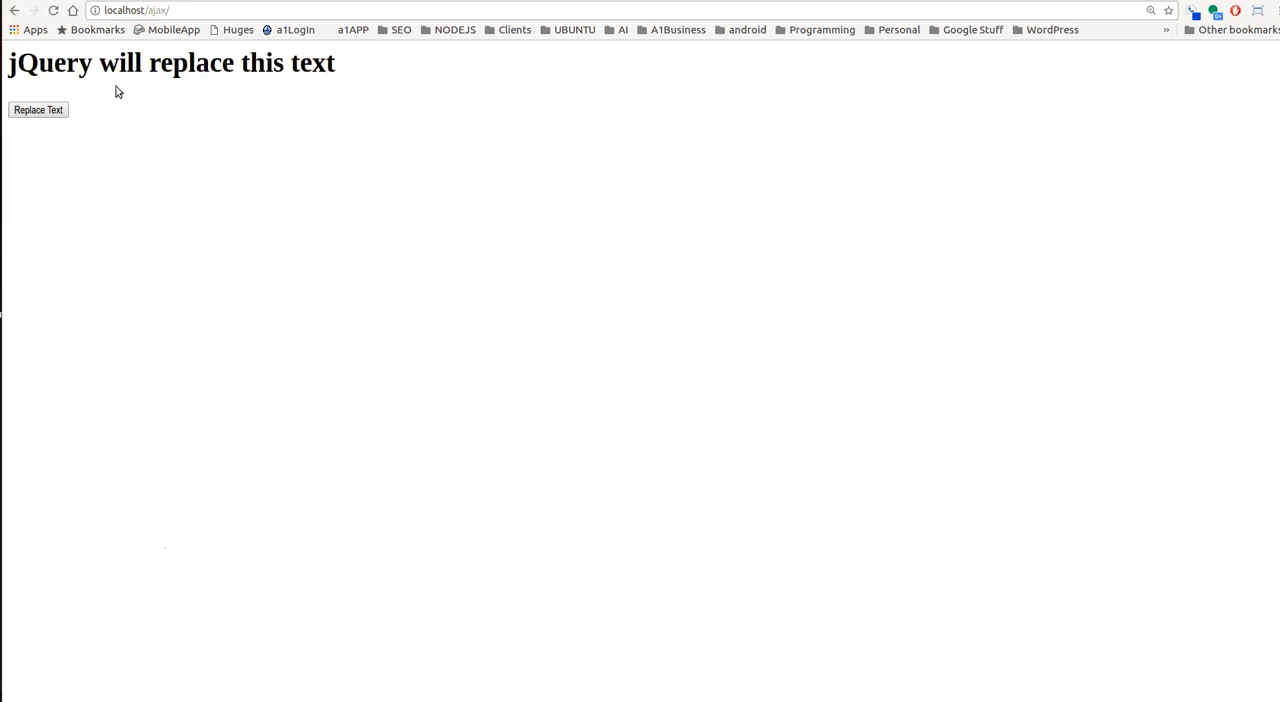 localhost/ajax/
Apps Bookmarks MobileApp Huges a1LogIn a1APP SEO NODEJS Clients UBUNTU AI A1Business android Programming Personal Google Stuff WordPress » Other bookmarks
jQuery will replace this text
Replace Text